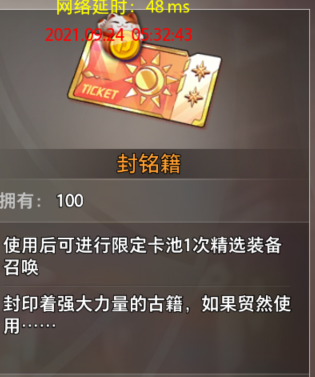 网络延时：48 ms
2021.09.24 05:32:43
TICKET
封铭籍
拥有： 100
使用后可进行限定卡池1次精选装备
召唤
封印着强大力量的古籍，如果贸然使
用……